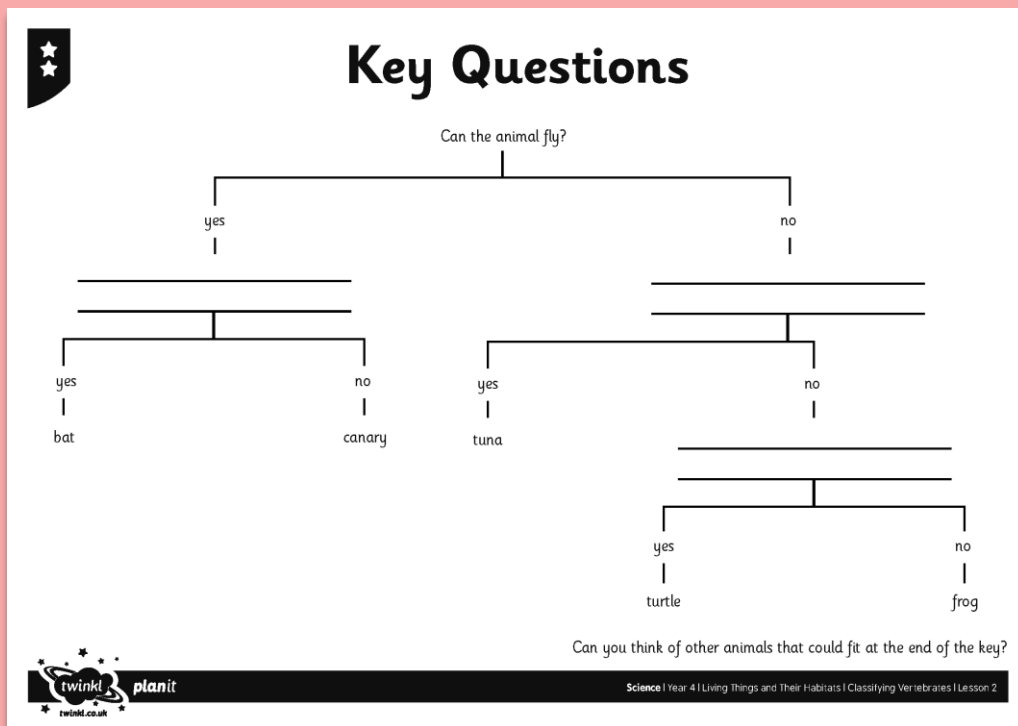 Key Questions
Can the animal fly?
yes
no
yes
no
yes
no
bat
canary
tuna
yes
no
turtle
frog
Can you think of other animals that could fit at the end of the key?
twinkl planit
twinkl.co.uk
Science | Year 4 | Living Things and Their Habitats | Classifying Vertebrates | Lesson 2